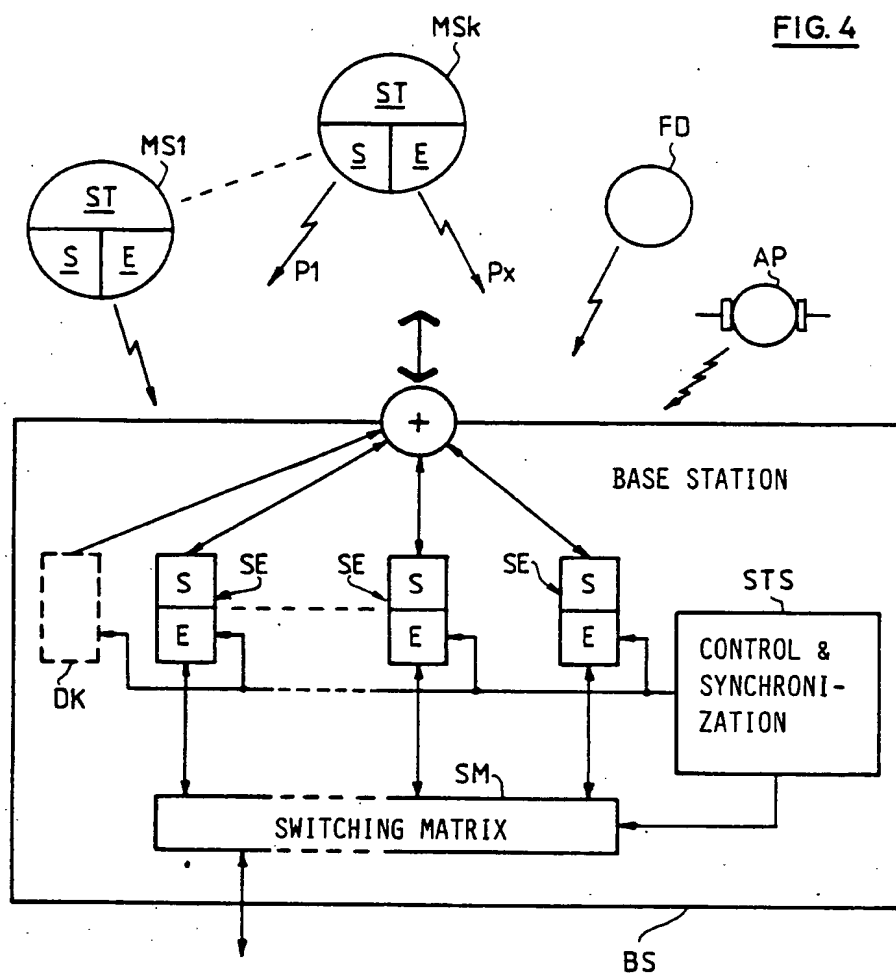 FIG. 4
MSk
ST
S E
MS1
ST
S E
FD
P1
Px
AP
+
BASE STATION
S
E
SE
S
E
SE
S
E
SE
STS
CONTROL &
SYNCHRONI-
ZATION
DK
SM
SWITCHING MATRIX
BS